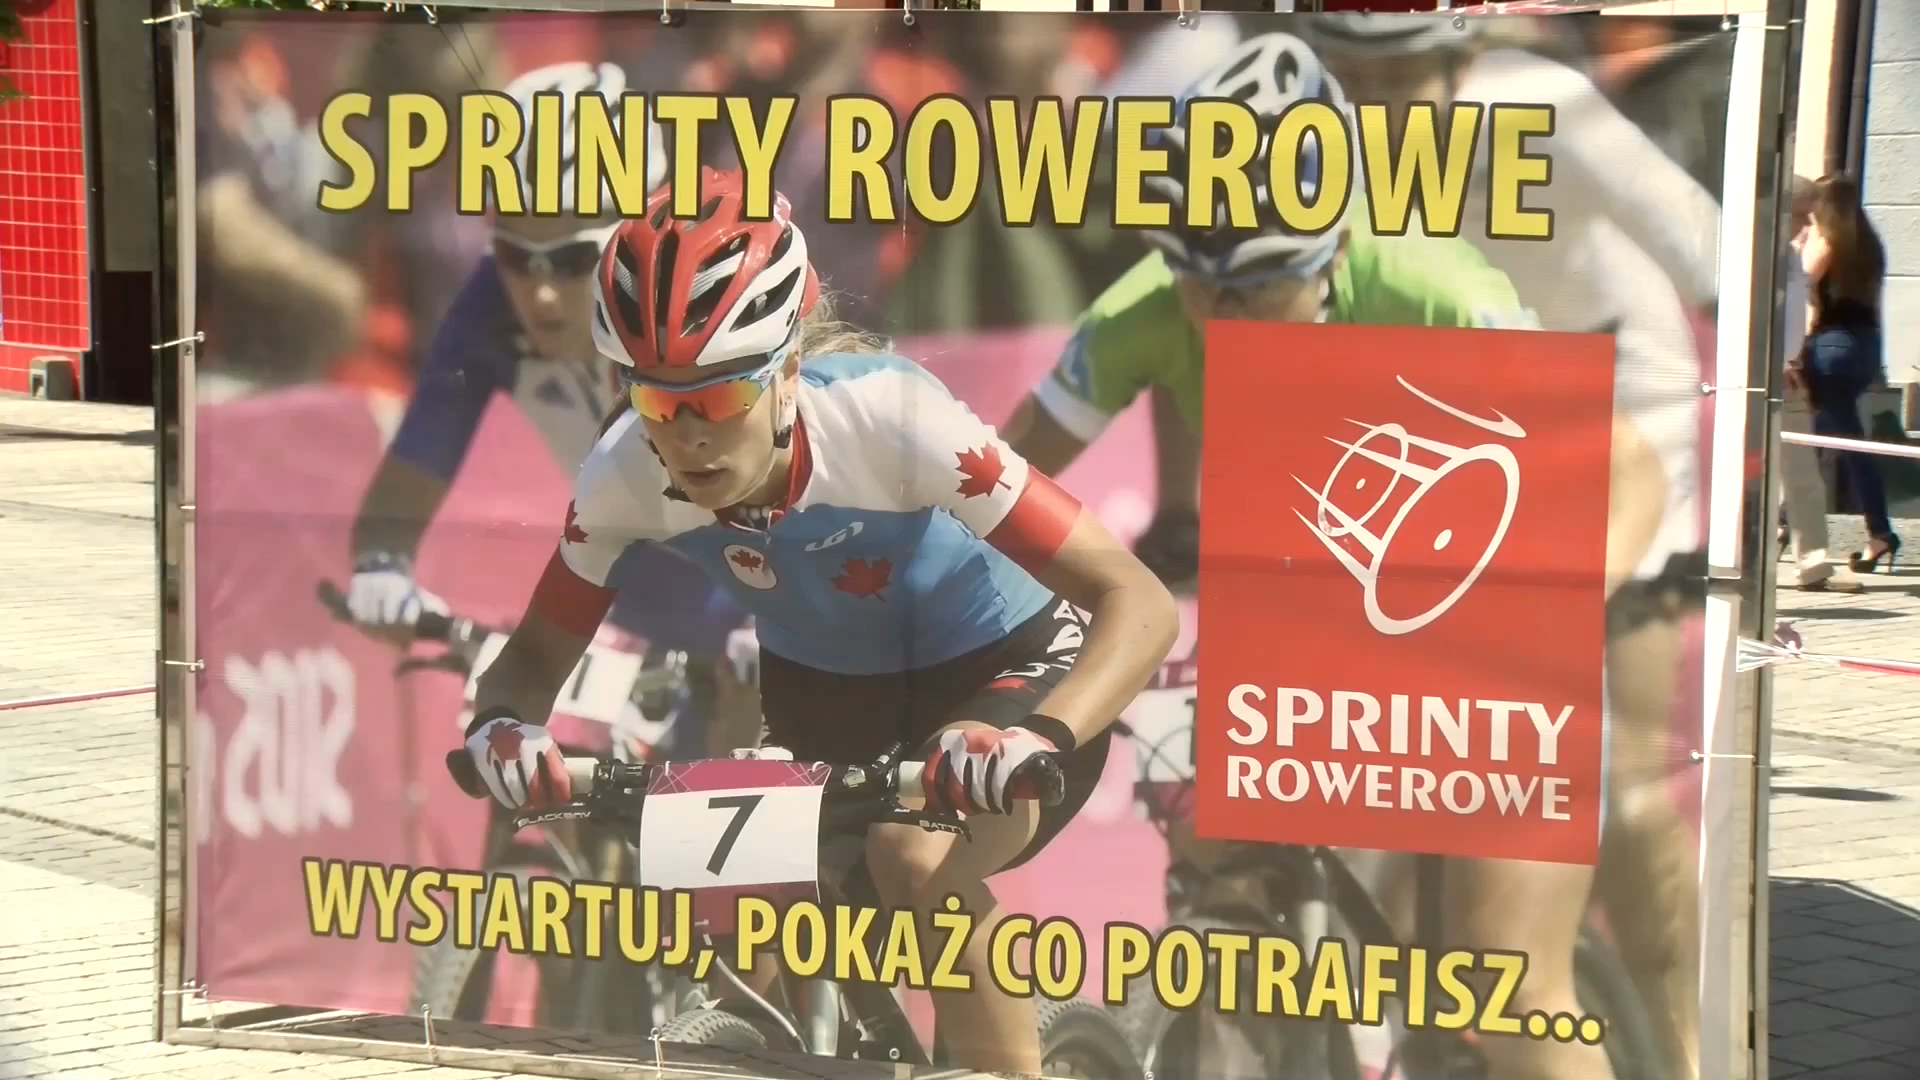 SPRINTY ROWEROWE
SPRINTY
ROWEROWE
7
WYSTARTUJ, POKAŻ CO POTRAFISZ...